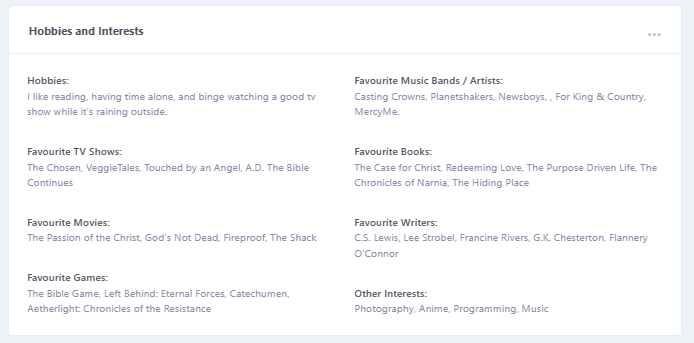 Hobbies and Interests
Hobbies:
I like reading, having time alone, and binge watching a good tv
show while it's raining outside.
Favourite TV Shows:
The Chosen, VeggieTales, Touched by an Angel, A.D. The Bible
Continues
Favourite Movies:
The Passion of the Christ, God's Not Dead, Fireproof, The Shack
Favourite Games:
The Bible Game, Left Behind: Eternal Forces, Catechumen,
Aetherlight: Chronicles of the Resistance
Favourite Music Bands / Artists:
Casting Crowns, Planetshakers, Newsboys, , For King & Country,
MercyMe.
Favourite Books:
The Case for Christ, Redeeming Love, The Purpose Driven Life, The
Chronicles of Narnia, The Hiding Place
Favourite Writers:
C.S. Lewis, Lee Strobel, Francine Rivers, G.K. Chesterton, Flannery
O'Connor
Other Interests:
Photography, Anime, Programming, Music